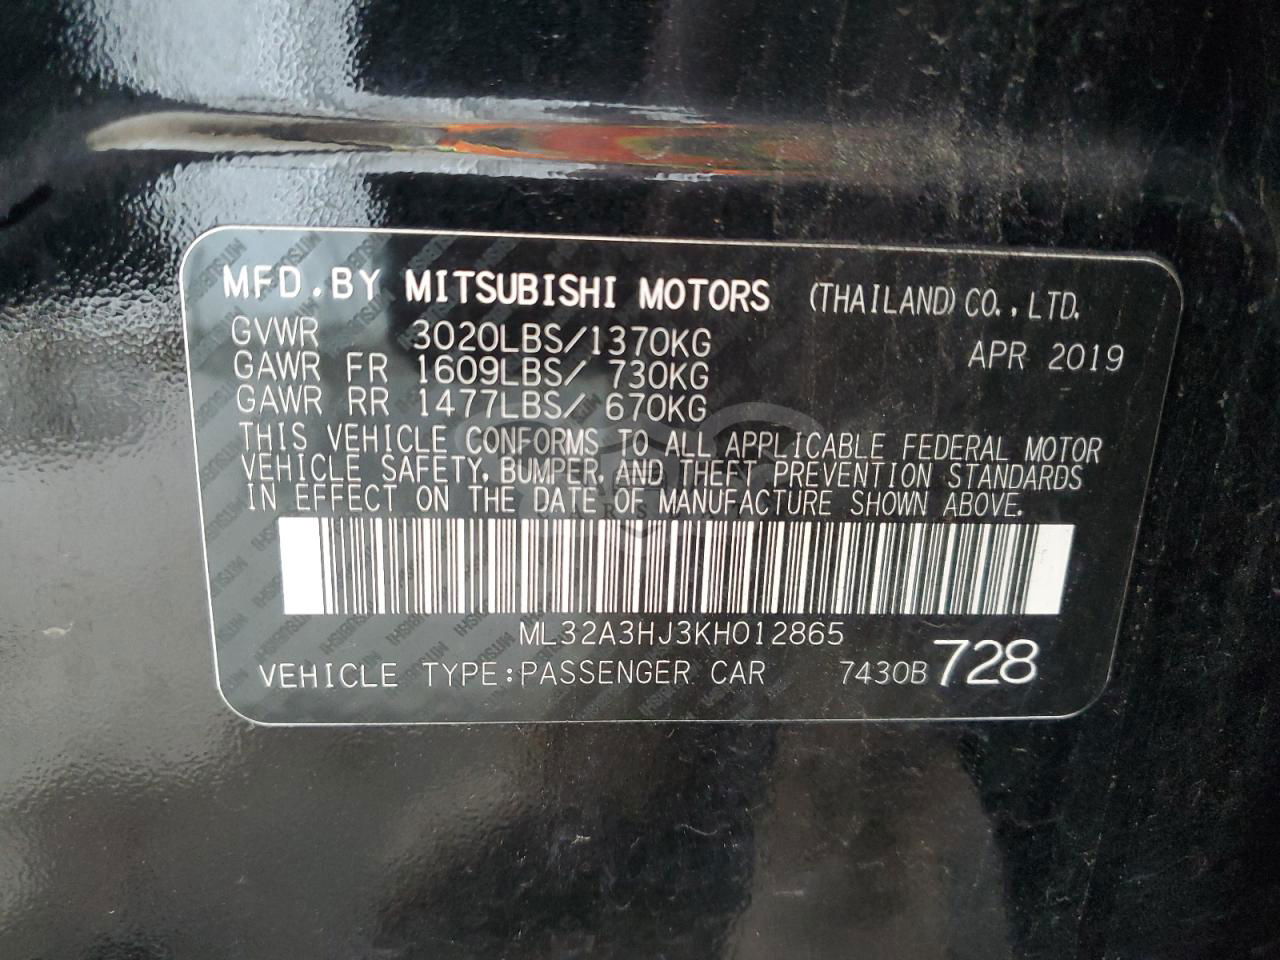 MFD.BY MITSUBISHI MOTORS (THAILAND)CO.,LTD.
GVWR 3020LBS/1370KG
APR 2019
GAWR FR 1609LBS/ 730KG
GAWR RR 1477LBS/ 670KG
THIS VEHICLE CONFORMS TO ALL APPLICABLE FEDERAL MOTOR
VEHICLE SAFETY, BUMPER, AND THEFT PREVENTION STANDARDS
IN EFFECT ON THE DATE OF MANUFACTURE SHOWN ABOVE.
ML32A3HJ3KH012865
VEHICLE TYPE:PASSENGER CAR 7430B 728